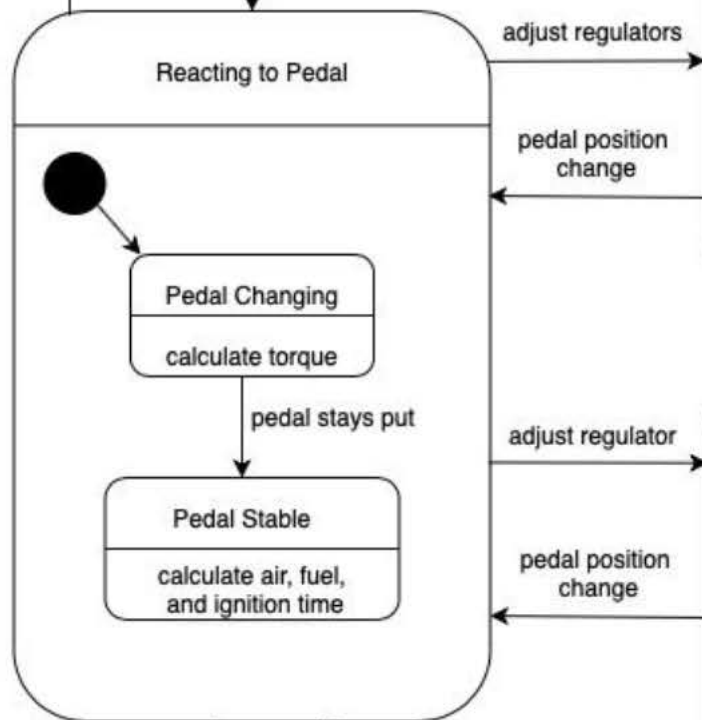 adjust regulators
Reacting to Pedal
pedal position
change
Pedal Changing
calculate torque
pedal stays put
adjust regulator
Pedal Stable
calculate air, fuel,
and ignition time
pedal position
change